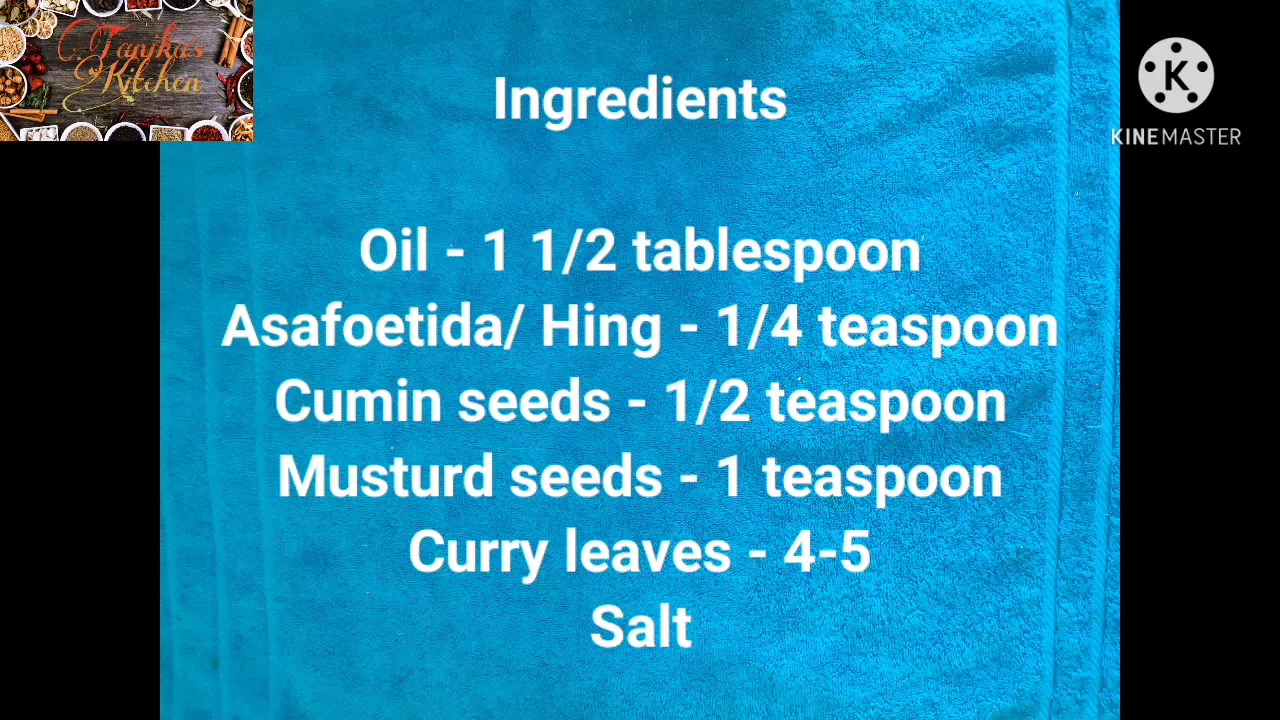 Tanjka's
Kitchen
Ingredients
KINEMASTER
Oil - 1 1/2 tablespoon
Asafoetida/ Hing - 1/4 teaspoon
Cumin seeds - 1/2 teaspoon
Musturd seeds - 1 teaspoon
Curry leaves - 4-5
Salt